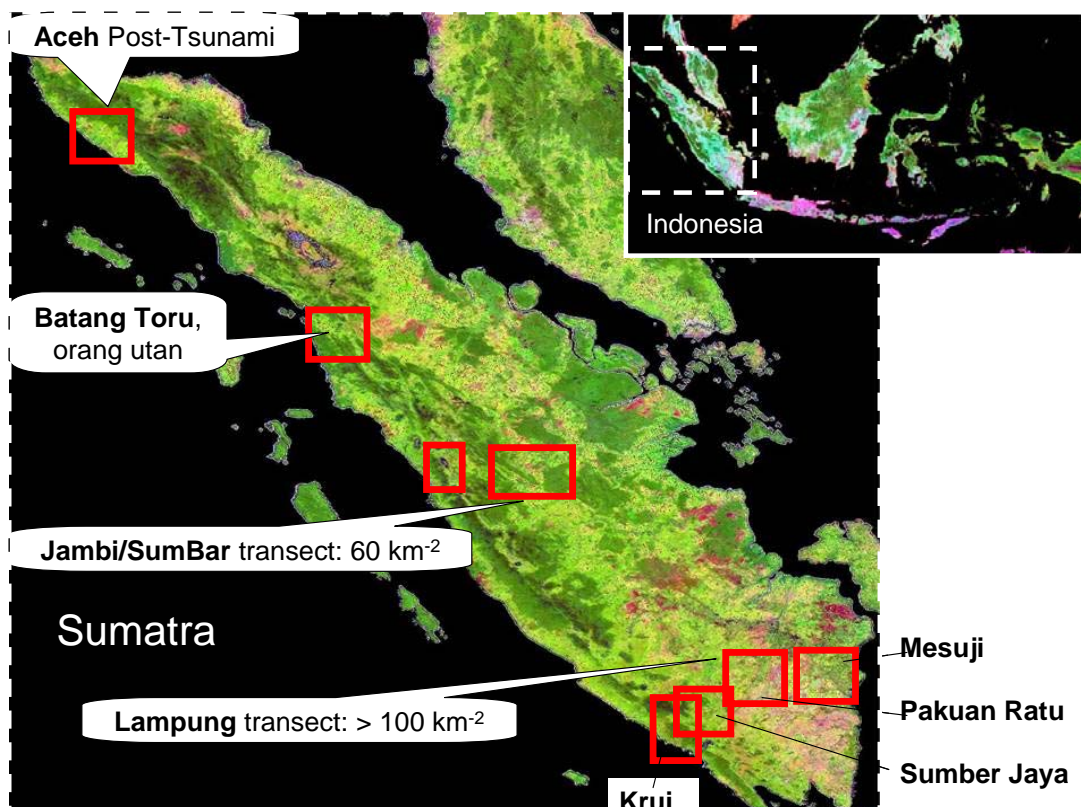 Aceh Post-Tsunami
Indonesia
Batang Toru,
orang utan
Jambi/SumBar transect: 60 km-2
Sumatra
Lampung transect: > 100 km-2
Mesuji
Pakuan Ratu
Sumber Jaya
Krui